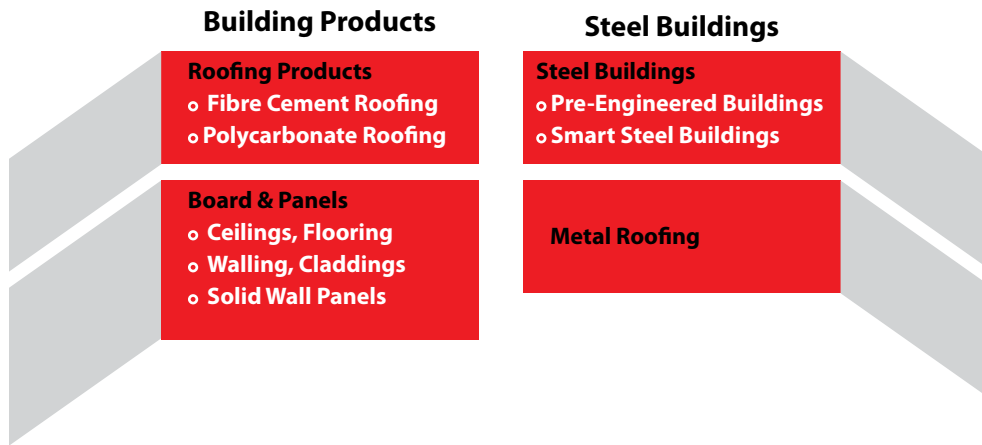 Building Products
Roofing Products
Fibre Cement Roofing
Polycarbonate Roofing
Board & Panels
Ceilings, Flooring
Walling, Claddings
Solid Wall Panels
Steel Buildings
Steel Buildings
Pre-Engineered Buildings
Smart Steel Buildings
Metal Roofing